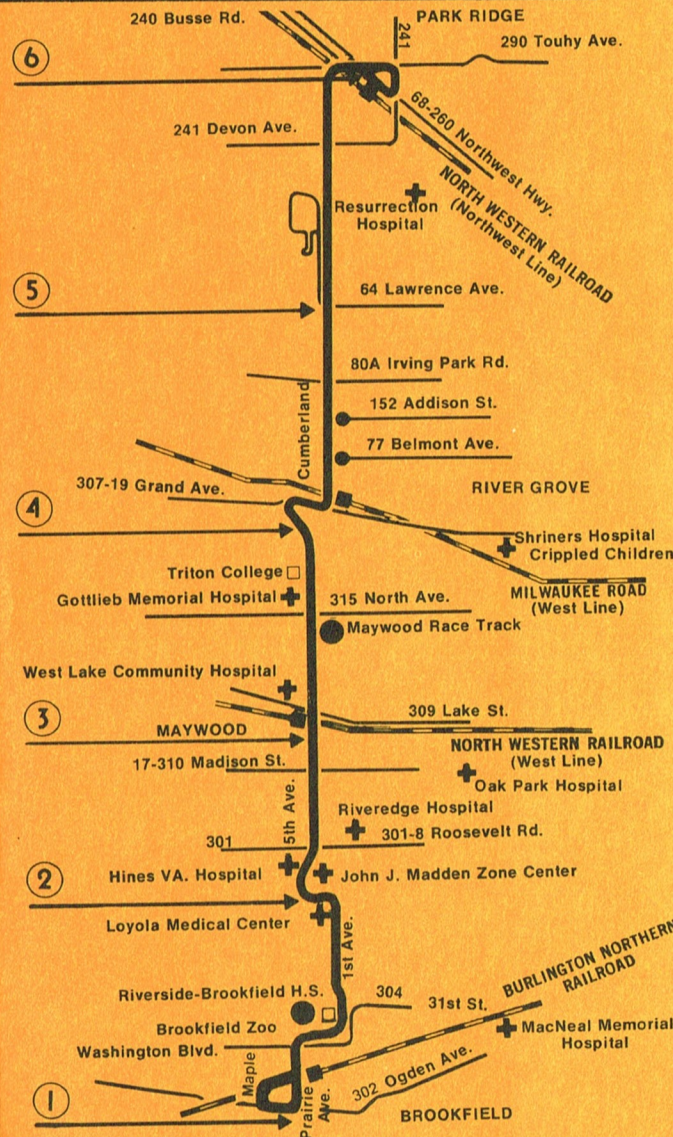 240 Busse Rd.
PARK RIDGE
241
290 Touhy Ave.
6
68-260 Northwest Hwy.
241 Devon Ave.
NORTH WESTERN RAILROAD
(Northwest Line)
Resurrection
Hospital
5
64 Lawrence Ave.
80A Irving Park Rd.
Cumberland
152 Addison St.
77 Belmont Ave.
307-19 Grand Ave.
RIVER GROVE
4
Shriners Hospital
Crippled Children
Triton College
Gottlieb Memorial Hospital
315 North Ave.
MILWAUKEE ROAD
(West Line)
Maywood Race Track
West Lake Community Hospital
3
309 Lake St.
MAYWOOD
NORTH WESTERN RAILROAD
(West Line)
17-310 Madison St.
Oak Park Hospital
5th Ave.
Riveredge Hospital
301
301-8 Roosevelt Rd.
2
Hines VA. Hospital
John J. Madden Zone Center
Loyola Medical Center
1st Ave.
BURLINGTON NORTHERN
RAILROAD
Riverside-Brookfield H.S.
304
31st St.
Brookfield Zoo
MacNeal Memorial
Hospital
Washington Blvd.
Maple
302 Ogden Ave.
1
Prairie
Ave.
BROOKFIELD